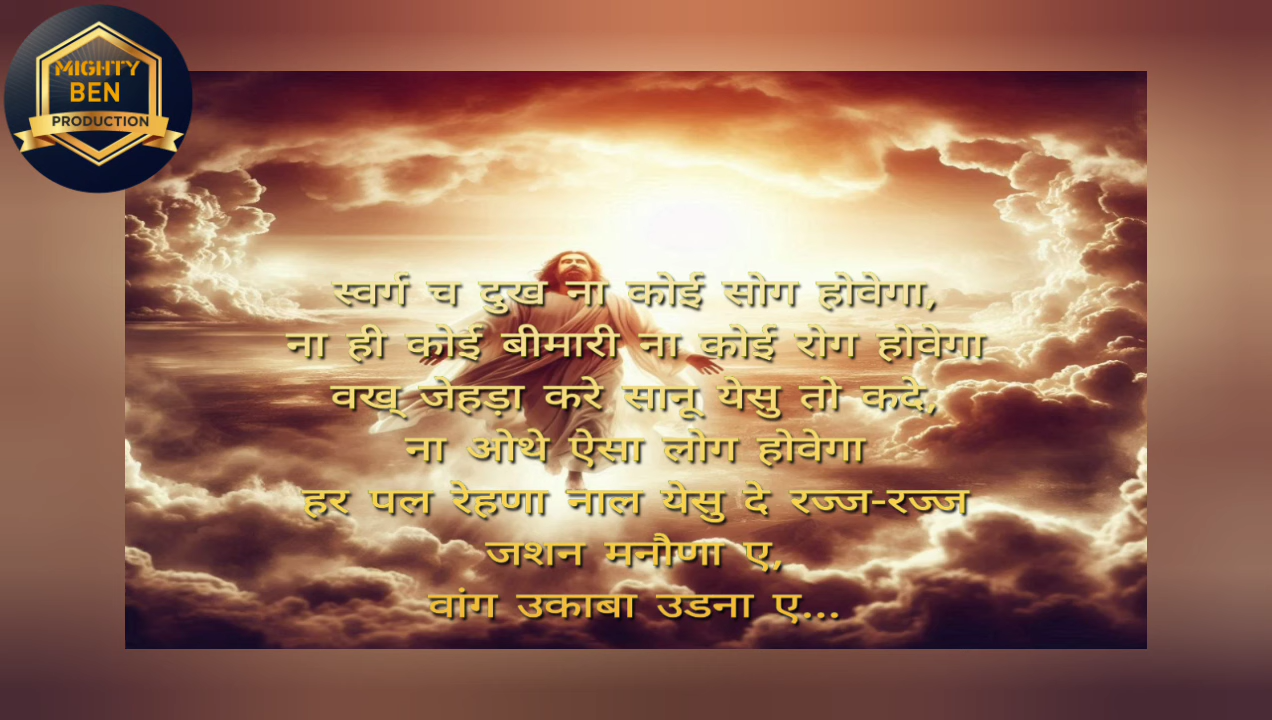 MIGHTY
BEN
PRODUCTION
स्वर्ग च दुख ना कोई सोग होवेगा,
ना ही कोई बीमारी ना कोई रोग होवेगा
वख् जेहड़ा करे सानू येसु तो कदे,
ना ओथे ऐसा लोग होवेगा
हर पल रेहणा नाल येसु दे रज्ज-रज्ज
जशन मनौणा ए,
वांग उकाबा उडना ए...